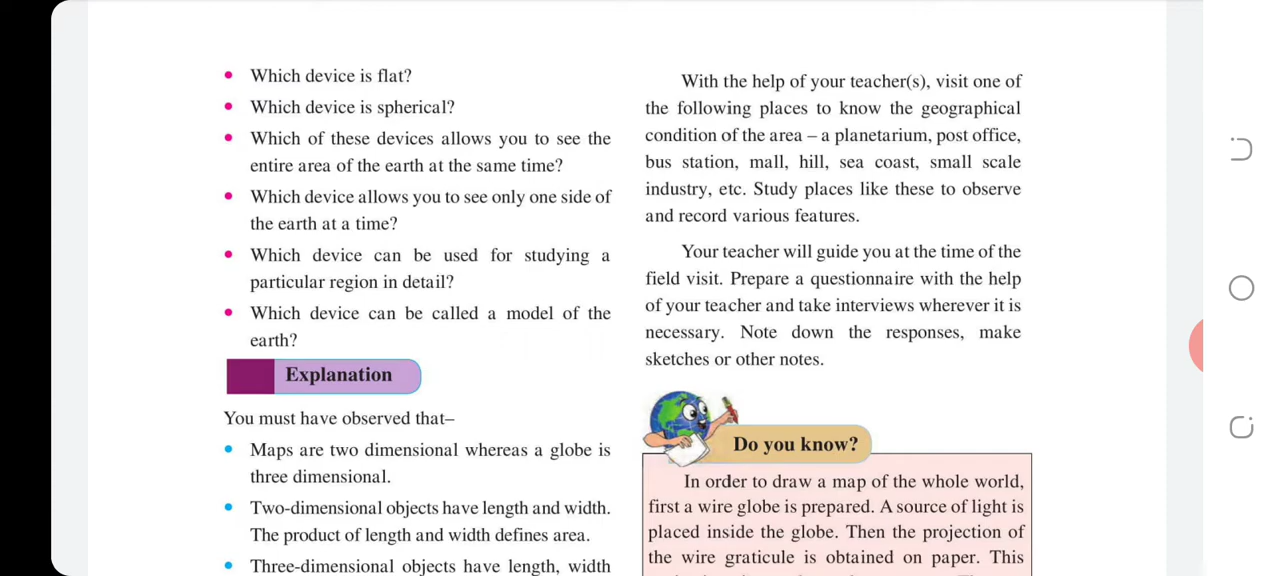 • Which device is flat?
• Which device is spherical?
• Which of these devices allows you to see the
entire area of the earth at the same time?
• Which device allows you to see only one side of
the earth at a time?
• Which device can be used for studying a
particular region in detail?
• Which device can be called a model of the
earth?
Explanation
You must have observed that–
• Maps are two dimensional whereas a globe is
three dimensional.
• Two-dimensional objects have length and width.
The product of length and width defines area.
• Three-dimensional objects have length, width
With the help of your teacher(s), visit one of
the following places to know the geographical
condition of the area – a planetarium, post office,
bus station, mall, hill, sea coast, small scale
industry, etc. Study places like these to observe
and record various features.
Your teacher will guide you at the time of the
field visit. Prepare a questionnaire with the help
of your teacher and take interviews wherever it is
necessary. Note down the responses, make
sketches or other notes.
Do you know?
In order to draw a map of the whole world,
first a wire globe is prepared. A source of light is
placed inside the globe. Then the projection of
the wire graticule is obtained on paper. This